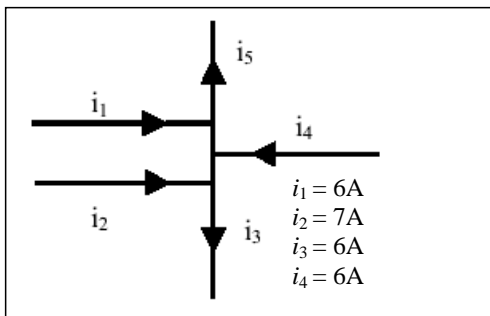 i₅
i₁
i₄
i₂
i₃
i₁ = 6A
i₂ = 7A
i₃ = 6A
i₄ = 6A